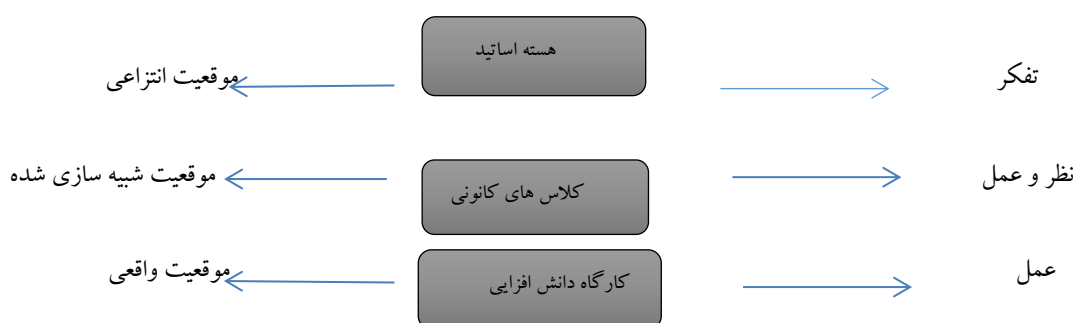 تفکر
هسته اساتید
موقعیت انتزاعی
نظر و عمل
کلاس های کانونی
موقعیت شبیه سازی شده
عمل
کارگاه دانش افزایی
موقعیت واقعی